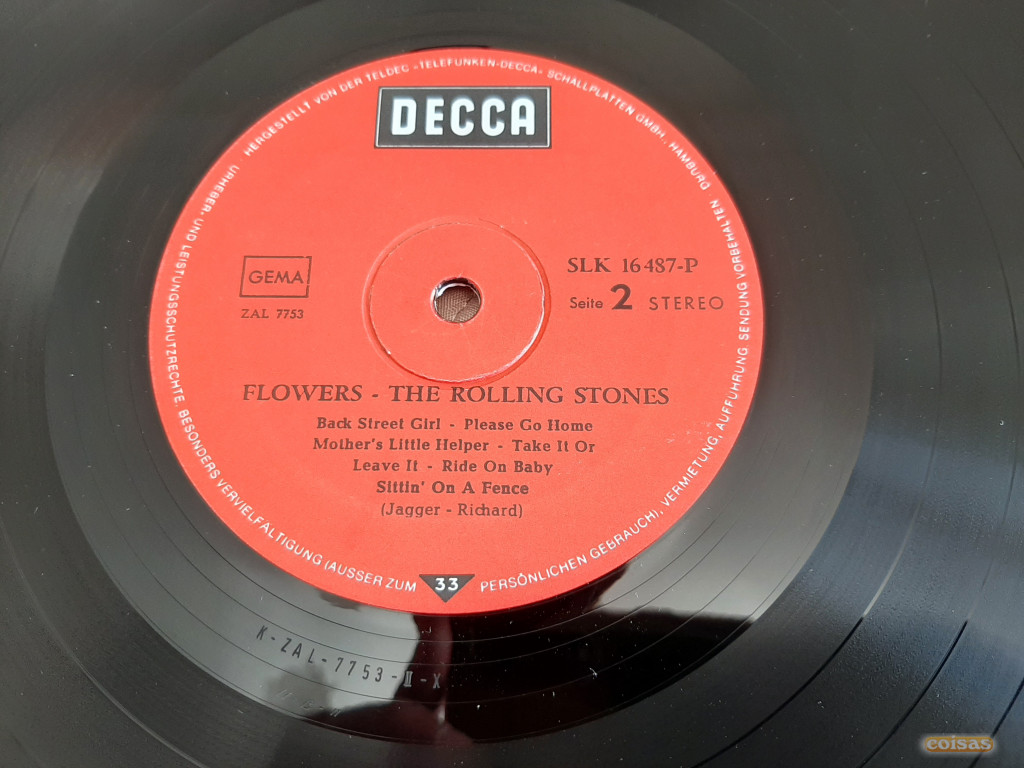 HERGESTELLT VON DER TELDEC »TELEFUNKEN-DECCA« SCHALLPLATTEN GMBH., HAMBURG
URHEBER- UND LEISTUNGSSCHUTZRECHTE, BESONDERS VERVIELFÄLTIGUNG (AUSSER ZUM PERSÖNLICHEN GEBRAUCH), VERMIETUNG, AUFFÜHRUNG, SENDUNG VORBEHALTEN
DECCA
GEMA
ZAL 7753
SLK 16 487-P
Seite 2 STEREO
FLOWERS - THE ROLLING STONES
Back Street Girl - Please Go Home
Mother's Little Helper - Take It Or
Leave It - Ride On Baby
Sittin' On A Fence
(Jagger - Richard)
33
K-ZAL-7753-II-X
coisas